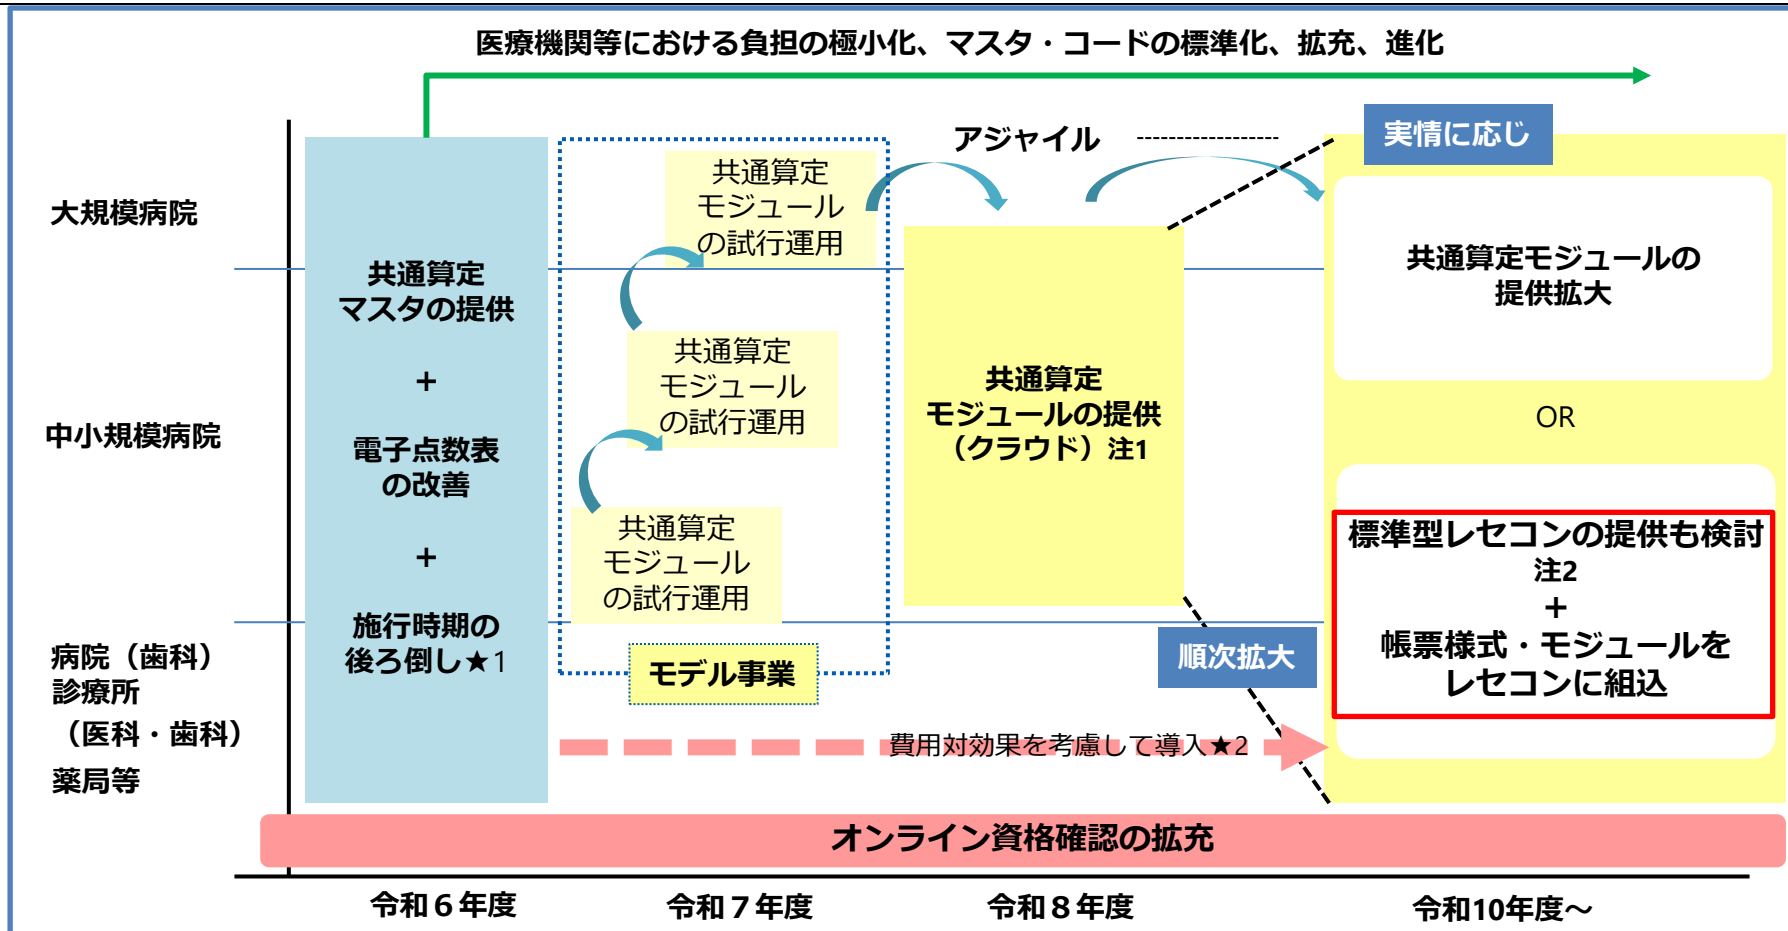 医療機関等における負担の極小化、マスタ・コードの標準化、拡充、進化
アジャイル
実情に応じ
大規模病院
中小規模病院
病院（歯科）
診療所
（医科・歯科）
薬局等
共通算定
マスタの提供
+
電子点数表
の改善
+
施行時期の
後ろ倒し★1
共通算定
モジュール
の試行運用
共通算定
モジュール
の試行運用
共通算定
モジュール
の試行運用
モデル事業
共通算定
モジュールの提供
（クラウド）注1
順次拡大
共通算定モジュールの
提供拡大
OR
標準型レセコンの提供も検討
注2
+
帳票様式・モジュールを
レセコンに組込
費用対効果を考慮して導入★2
オンライン資格確認の拡充
令和６年度
令和７年度
令和８年度
令和10年度～